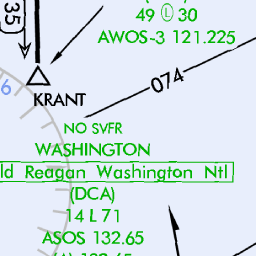 49 Ⓛ 30
AWOS-3 121.225
35
074
KRANT
6
NO SVFR
WASHINGTON
ld Reagan Washington Ntl
(DCA)
14 L 71
ASOS 132.65